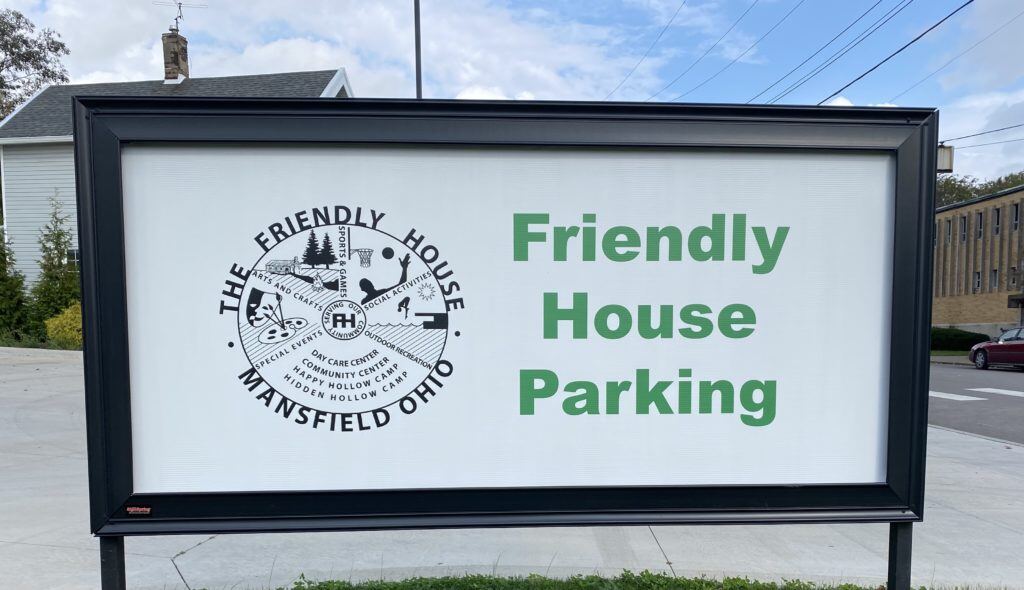 THE FRIENDLY HOUSE
SPORTS & GAMES
ARTS AND CRAFTS
SOCIAL ACTIVITIES
SERVING OUR COMMUNITY
FH
SPECIAL EVENTS
OUTDOOR RECREATION
DAY CARE CENTER
COMMUNITY CENTER
HAPPY HOLLOW CAMP
HIDDEN HOLLOW CAMP
• MANSFIELD OHIO •
Friendly
House
Parking